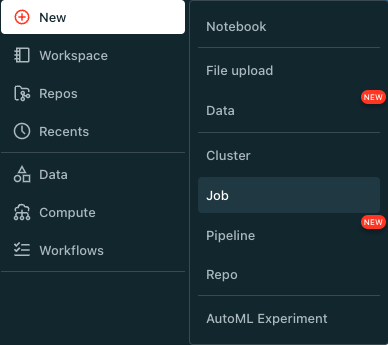 New
Workspace
Repos
Recents
Data
Compute
Workflows
Notebook
File upload
NEW
Data
Cluster
Job
NEW
Pipeline
Repo
AutoML Experiment